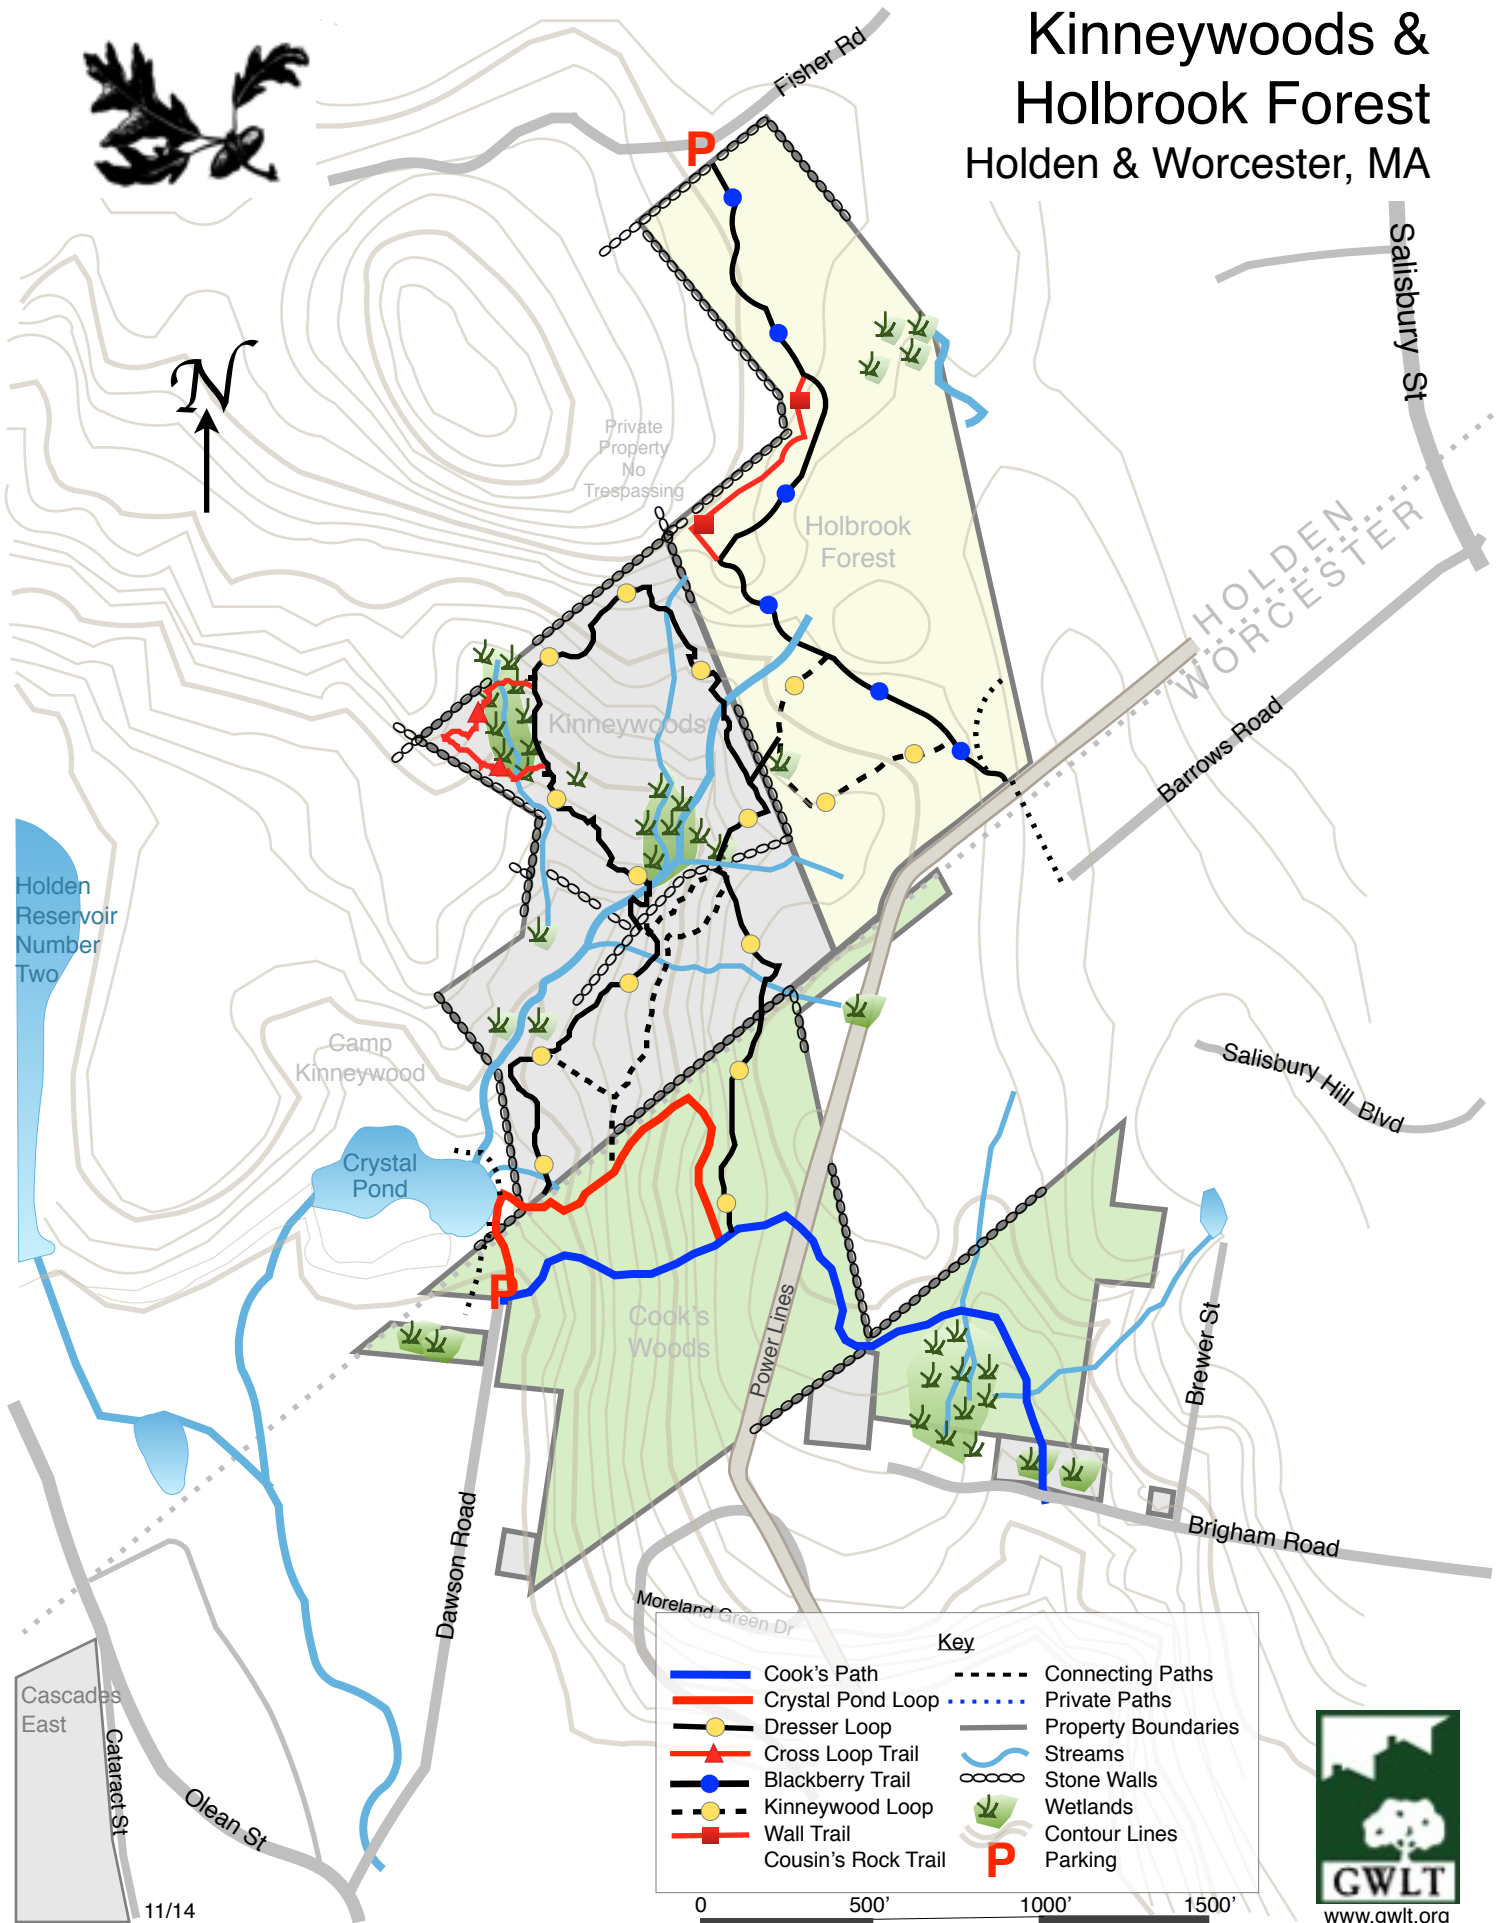 Kinneywoods &
Holbrook Forest
Holden & Worcester, MA
Fisher Rd
P
Salisbury St
N
Private
Property
No
Trespassing
Holbrook
Forest
HOLDEN
WORCESTER
Kinneywoods
Barrows Road
Holden
Reservoir
Number
Two
Camp
Kinneywood
Salisbury Hill Blvd
Crystal
Pond
P
Cook's
Woods
Power Lines
Brewer St
Brigham Road
Dawson Road
Moreland Green Dr
Cascades
East
Cataract St
Olean St
11/14
Key
Cook's Path
Crystal Pond Loop
Dresser Loop
Cross Loop Trail
Blackberry Trail
Kinneywood Loop
Wall Trail
Cousin's Rock Trail
Connecting Paths
Private Paths
Property Boundaries
Streams
Stone Walls
Wetlands
Contour Lines
P Parking
0 500' 1000' 1500'
GWLT
www.gwlt.org